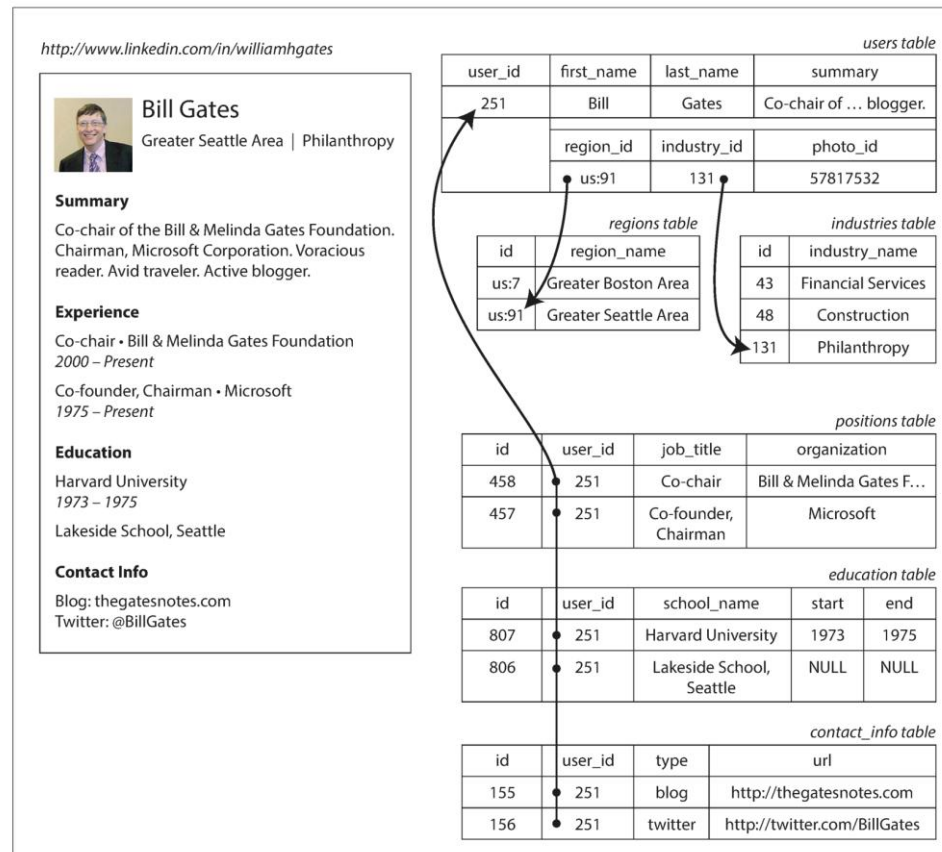 http://www.linkedin.com/in/williamhgates
Bill Gates
Greater Seattle Area | Philanthropy
Summary
Co-chair of the Bill & Melinda Gates Foundation.
Chairman, Microsoft Corporation. Voracious
reader. Avid traveler. Active blogger.
Experience
Co-chair • Bill & Melinda Gates Foundation
2000 – Present
Co-founder, Chairman • Microsoft
1975 – Present
Education
Harvard University
1973 – 1975
Lakeside School, Seattle
Contact Info
Blog: thegatesnotes.com
Twitter: @BillGates
users table
user_id first_name last_name summary
251 Bill Gates Co-chair of … blogger.
region_id industry_id photo_id
us:91 131 57817532
regions table
id region_name
us:7 Greater Boston Area
us:91 Greater Seattle Area
industries table
id industry_name
43 Financial Services
48 Construction
131 Philanthropy
positions table
id user_id job_title organization
458 251 Co-chair Bill & Melinda Gates F…
457 251 Co-founder, Microsoft
Chairman
education table
id user_id school_name start end
807 251 Harvard University 1973 1975
806 251 Lakeside School, NULL NULL
Seattle
contact_info table
id user_id type url
155 251 blog http://thegatesnotes.com
156 251 twitter http://twitter.com/BillGates